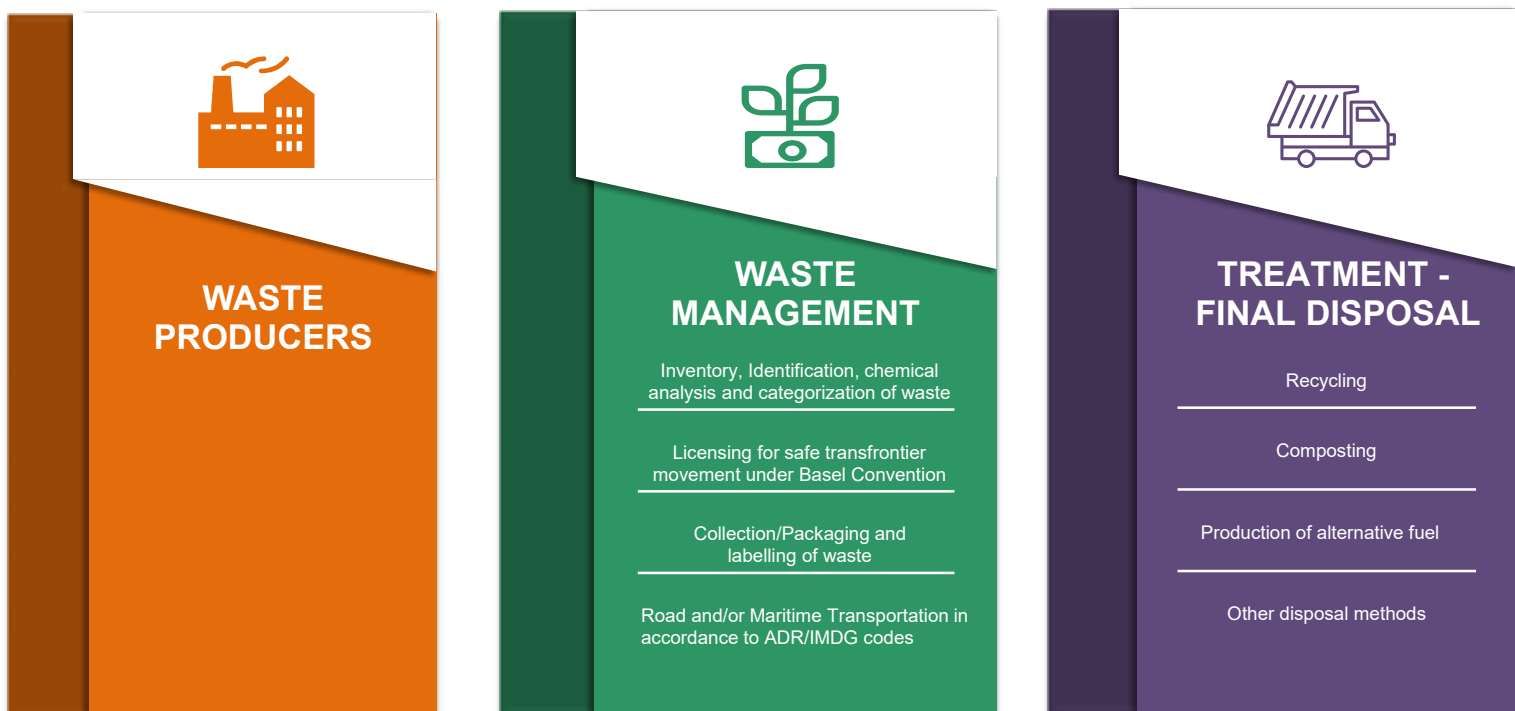 WASTE
PRODUCERS
WASTE
MANAGEMENT
Inventory, Identification, chemical
analysis and categorization of waste
Licensing for safe transfrontier
movement under Basel Convention
Collection/Packaging and
labelling of waste
Road and/or Maritime Transportation in
accordance to ADR/IMDG codes
TREATMENT -
FINAL DISPOSAL
Recycling
Composting
Production of alternative fuel
Other disposal methods